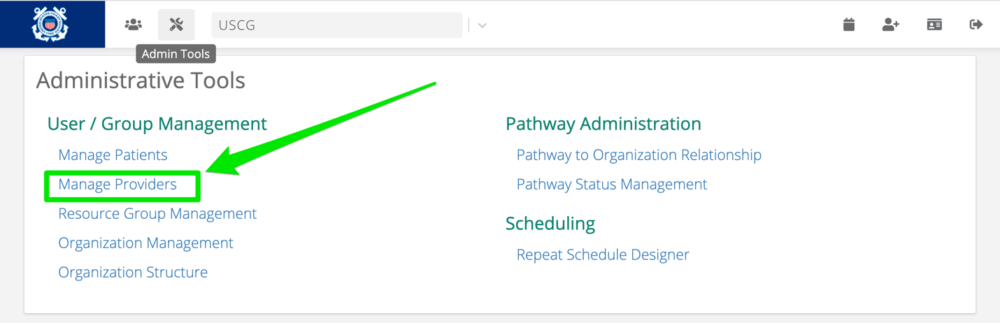 USCG
Admin Tools
Administrative Tools
User / Group Management
Manage Patients
Manage Providers
Resource Group Management
Organization Management
Organization Structure
Pathway Administration
Pathway to Organization Relationship
Pathway Status Management
Scheduling
Repeat Schedule Designer